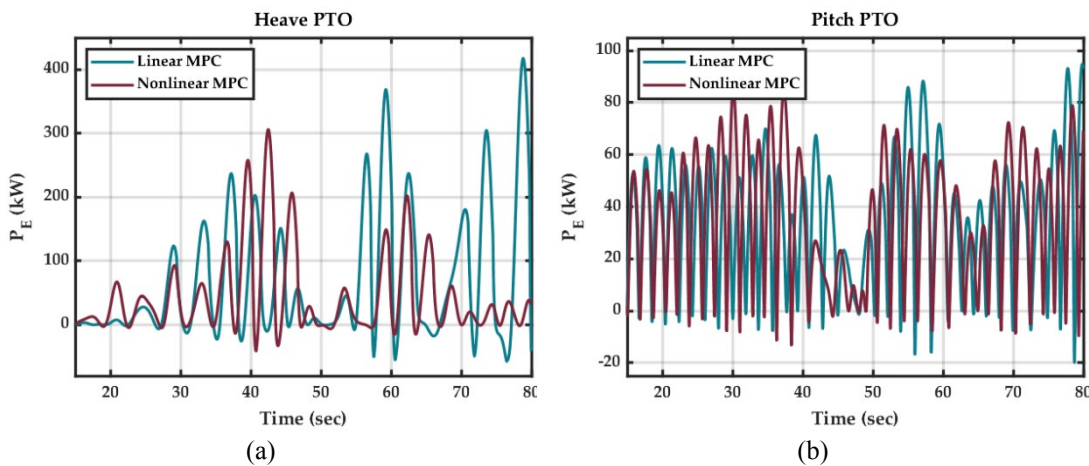 Heave PTO
Linear MPC
Nonlinear MPC
400
300
200
100
0
P_E (kW)
20 30 40 50 60 70 80
Time (sec)
(a)
Pitch PTO
Linear MPC
Nonlinear MPC
100
80
60
40
20
0
-20
P_E (kW)
20 30 40 50 60 70 80
Time (sec)
(b)